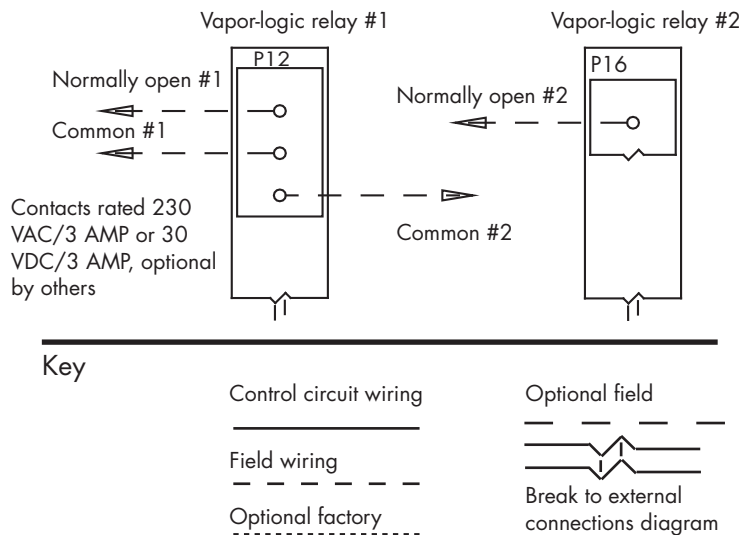 Vapor-logic relay #1
Vapor-logic relay #2
P12
P16
Normally open #1
Common #1
Normally open #2
Common #2
Contacts rated 230
VAC/3 AMP or 30
VDC/3 AMP, optional
by others
Key
Control circuit wiring
Field wiring
Optional factory
Optional field
Break to external
connections diagram